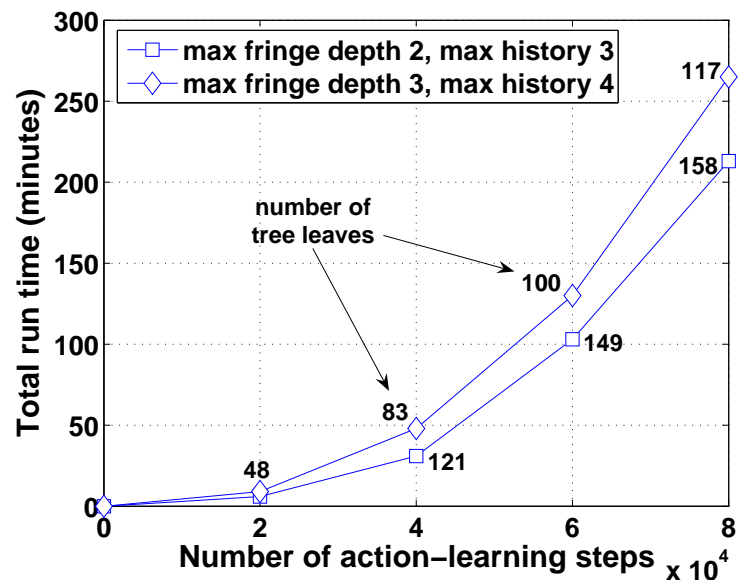 300
250
200
150
100
50
0
Total run time (minutes)
max fringe depth 2, max history 3
max fringe depth 3, max history 4
117
158
number of
tree leaves
100
149
83
121
48
0
2
4
6
8
Number of action−learning steps
x 10^4